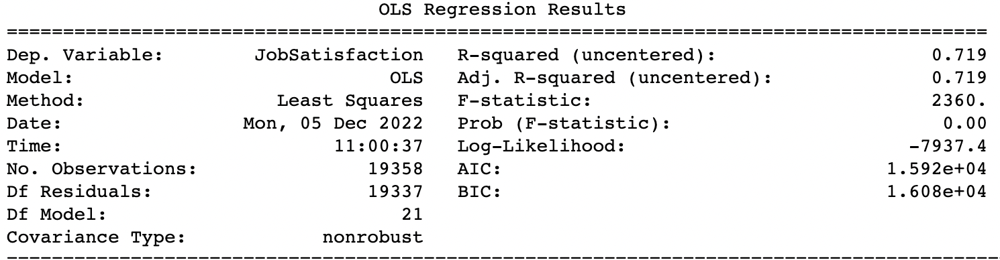 OLS Regression Results
==============================================================================
Dep. Variable: JobSatisfaction R-squared (uncentered): 0.719
Model: OLS Adj. R-squared (uncentered): 0.719
Method: Least Squares F-statistic: 2360.
Date: Mon, 05 Dec 2022 Prob (F-statistic): 0.00
Time: 11:00:37 Log-Likelihood: -7937.4
No. Observations: 19358 AIC: 1.592e+04
Df Residuals: 19337 BIC: 1.608e+04
Df Model: 21
Covariance Type: nonrobust
==============================================================================